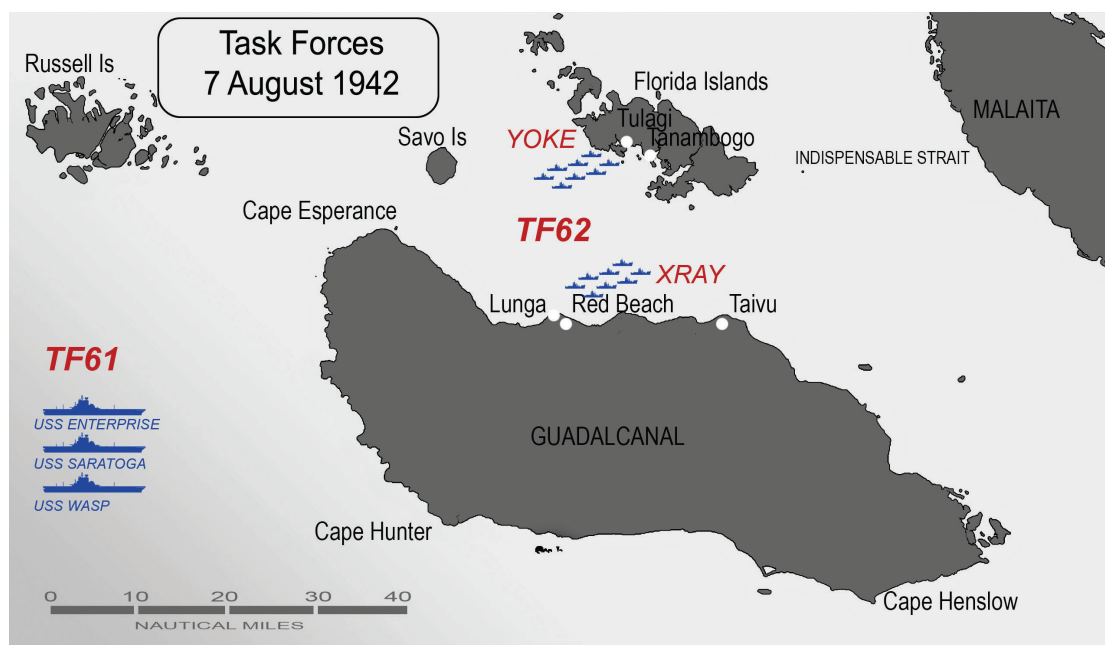 Task Forces
7 August 1942
Russell Is
Florida Islands
Tulagi
Tanambogo
MALAITA
Savo Is
YOKE
INDISPENSABLE STRAIT
Cape Esperance
TF62
XRAY
Lunga
Red Beach
Taivu
TF61
USS ENTERPRISE
USS SARATOGA
USS WASP
GUADALCANAL
Cape Hunter
Cape Henslow
0 10 20 30 40
NAUTICAL MILES